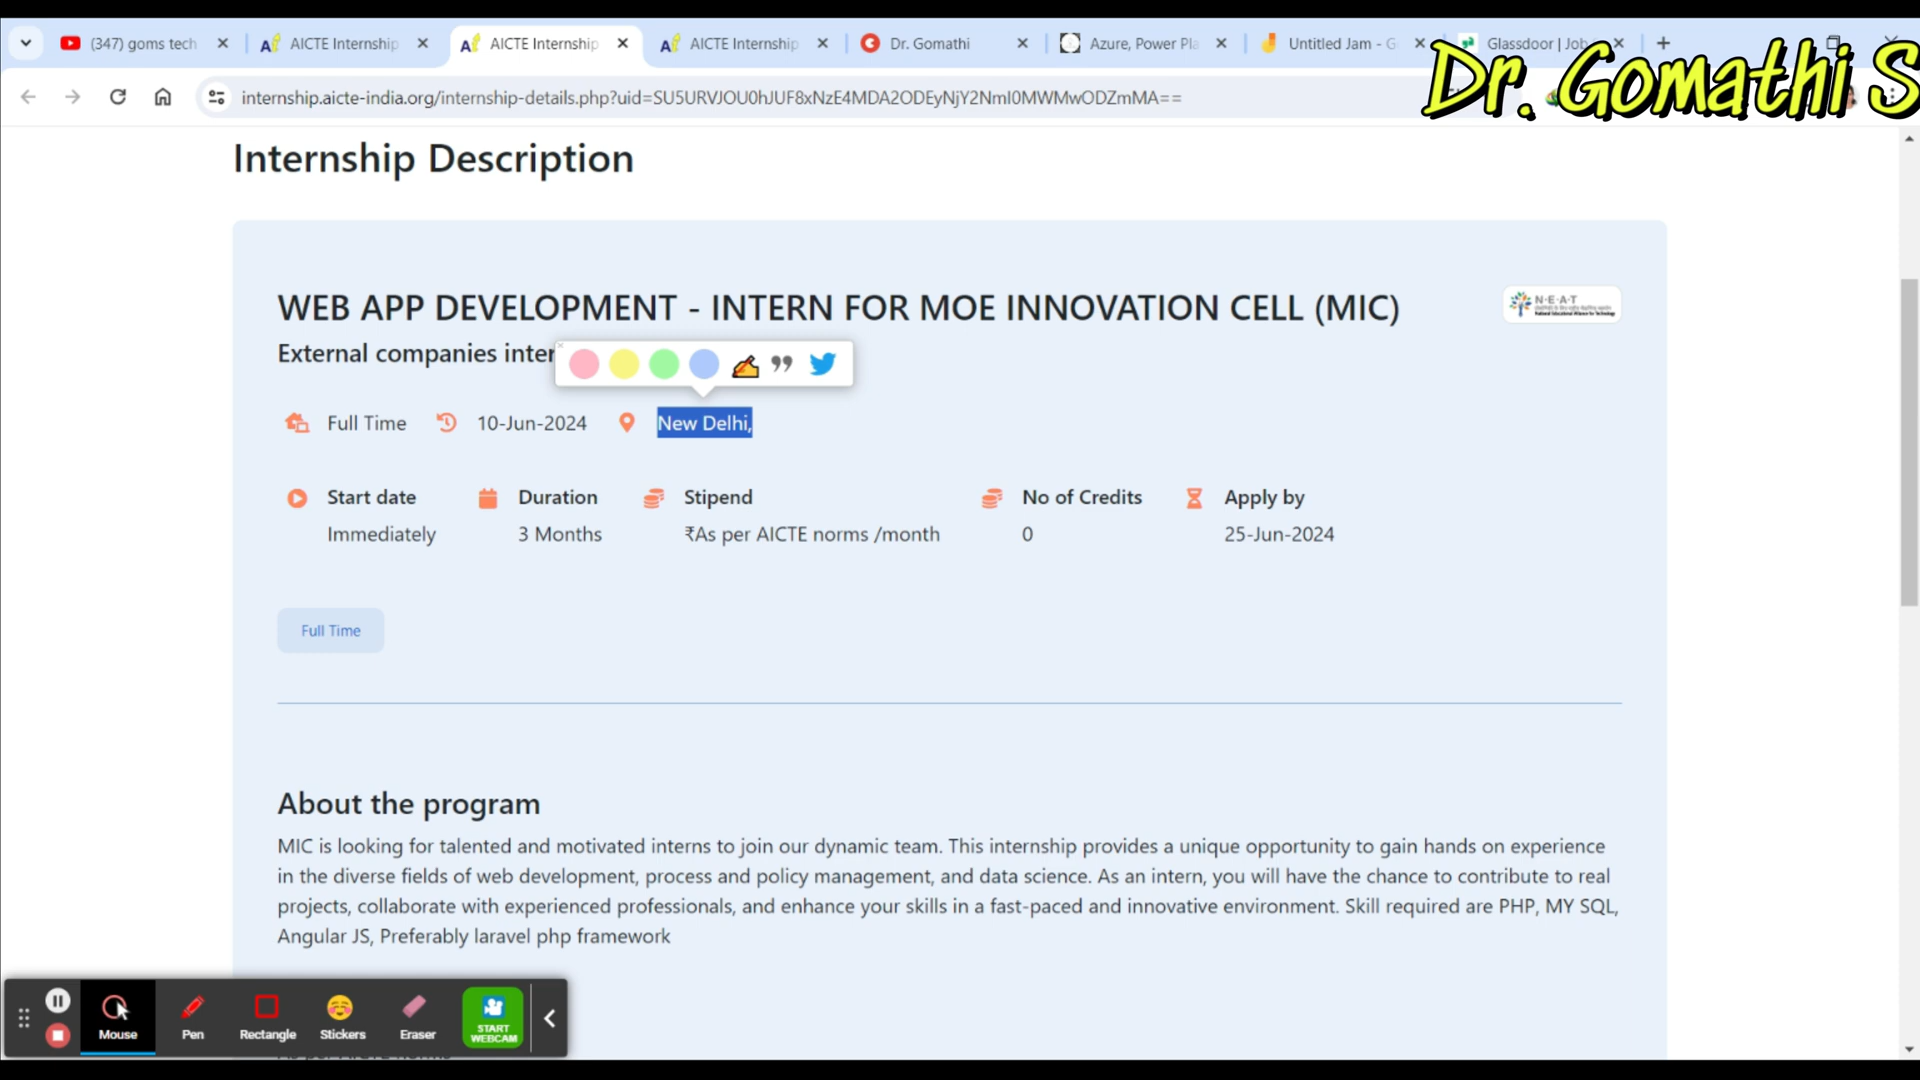 (347) goms tech
AICTE Internship
AICTE Internship
AICTE Internship
Dr. Gomathi
Azure, Power Pla
Untitled Jam - G
Glassdoor | Job
Dr. Gomathi S
internship.aicte-india.org/internship-details.php?uid=SU5URVJOU0hJUF8xNzE4MDA2ODEyNjY2NmI0MWMwODZmMA==
Internship Description
WEB APP DEVELOPMENT - INTERN FOR MOE INNOVATION CELL (MIC)
N·E·A·T
External companies inter
Full Time
10-Jun-2024
New Delhi,
Start date
Duration
Stipend
No of Credits
Apply by
Immediately
3 Months
₹As per AICTE norms /month
0
25-Jun-2024
Full Time
About the program
MIC is looking for talented and motivated interns to join our dynamic team. This internship provides a unique opportunity to gain hands on experience
in the diverse fields of web development, process and policy management, and data science. As an intern, you will have the chance to contribute to real
projects, collaborate with experienced professionals, and enhance your skills in a fast-paced and innovative environment. Skill required are PHP, MY SQL,
Angular JS, Preferably laravel php framework
Mouse
Pen
Rectangle
Stickers
Eraser
START
WEBCAM